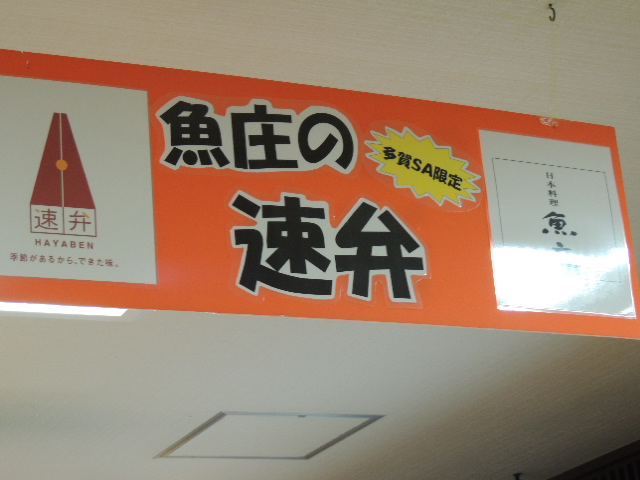 速弁
HAYABEN
季節があるから、できた味。
魚庄の
速弁
多賀SA限定
日本料理
魚